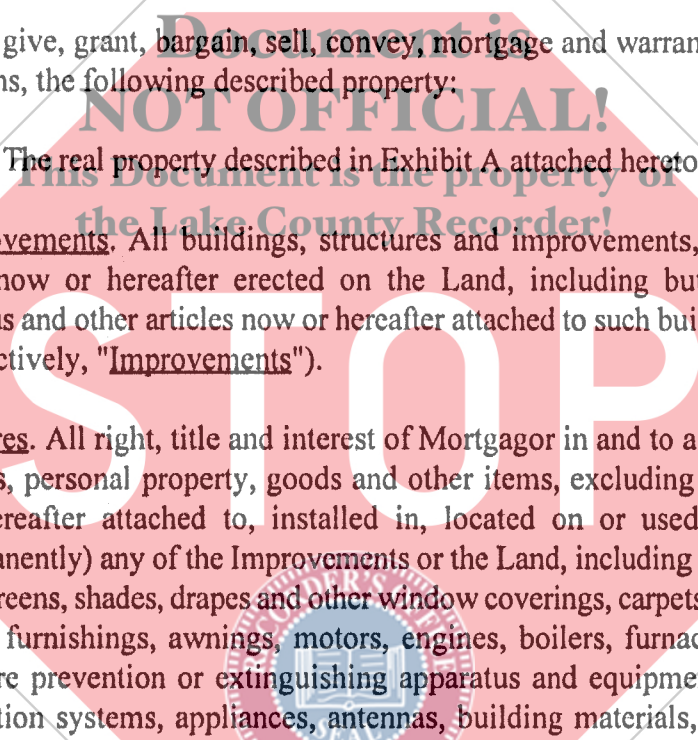 Document is
give, grant, bargain, sell, convey, mortgage and warran
ns, the following described property:
NOT OFFICIAL!
The real property described in Exhibit A attached hereto
This Document is the property of
the Lake County Recorder!
vements. All buildings, structures and improvements,
now or hereafter erected on the Land, including bu
us and other articles now or hereafter attached to such bui
ctively, "Improvements").
STOP
res. All right, title and interest of Mortgagor in and to a
s, personal property, goods and other items, excluding
ereafter attached to, installed in, located on or used
anently) any of the Improvements or the Land, including
reens, shades, drapes and other window coverings, carpets
furnishings, awnings, motors, engines, boilers, furnac
re prevention or extinguishing apparatus and equipme
tion systems, appliances, antennas, building materials,
RECORDER'S OFFICE
SEAL